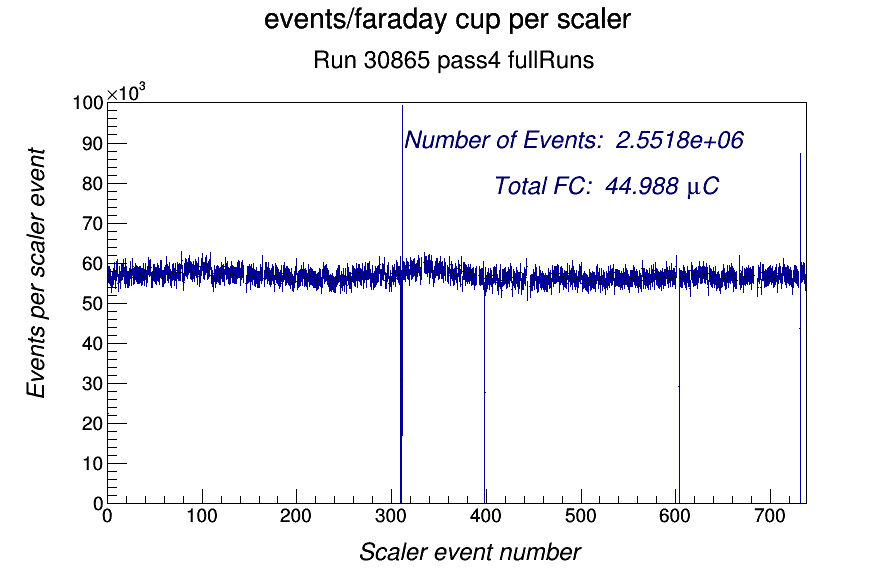 events/faraday cup per scaler
Run 30865 pass4 fullRuns
×10³
100
90
80
70
60
50
40
30
20
10
0
Number of Events: 2.5518e+06
Total FC: 44.988 μC
Events per scaler event
0 100 200 300 400 500 600 700
Scaler event number